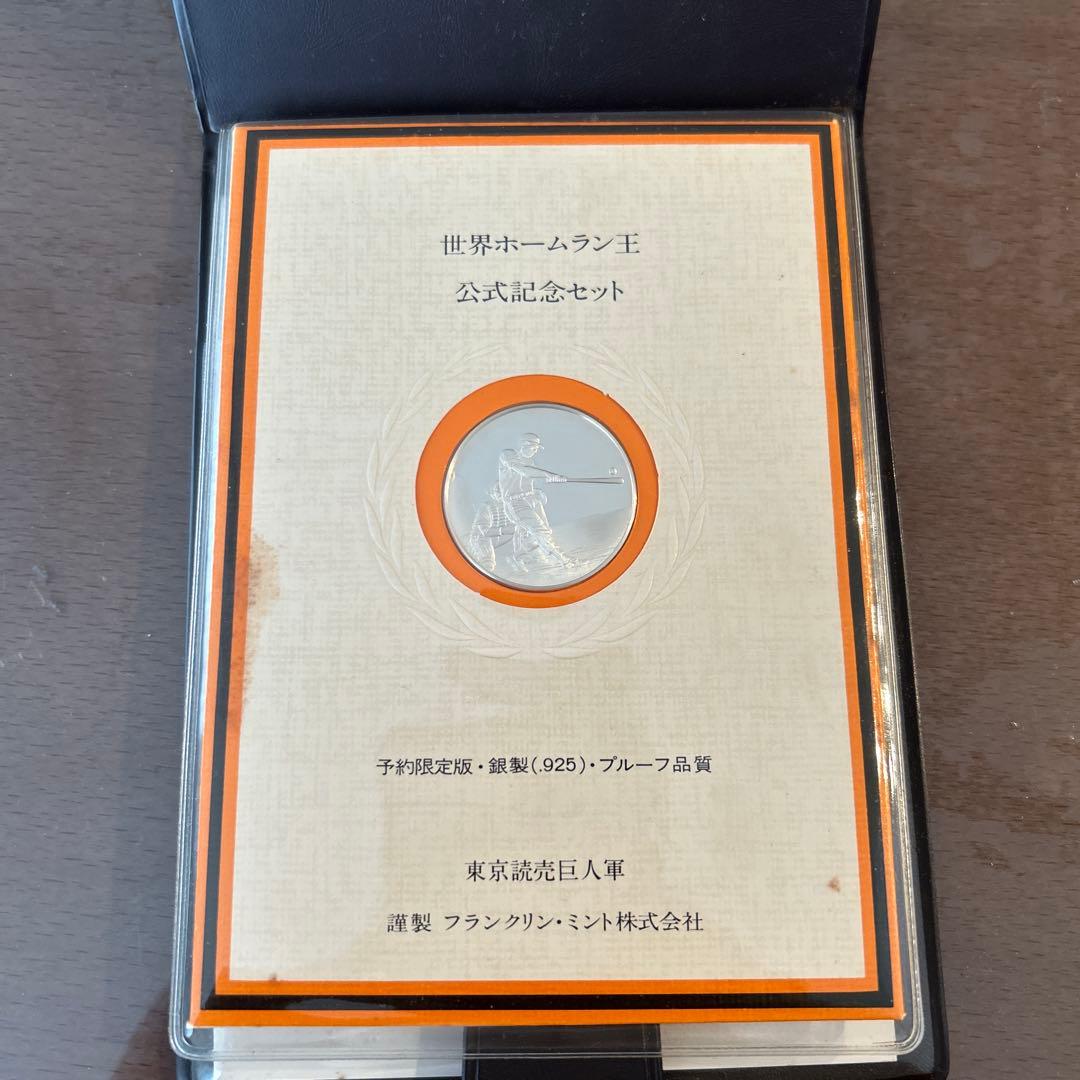 世界ホームラン王
公式記念セット
予約限定版・銀製(.925)・プルーフ品質
東京読売巨人軍
謹製 フランクリン・ミント株式会社